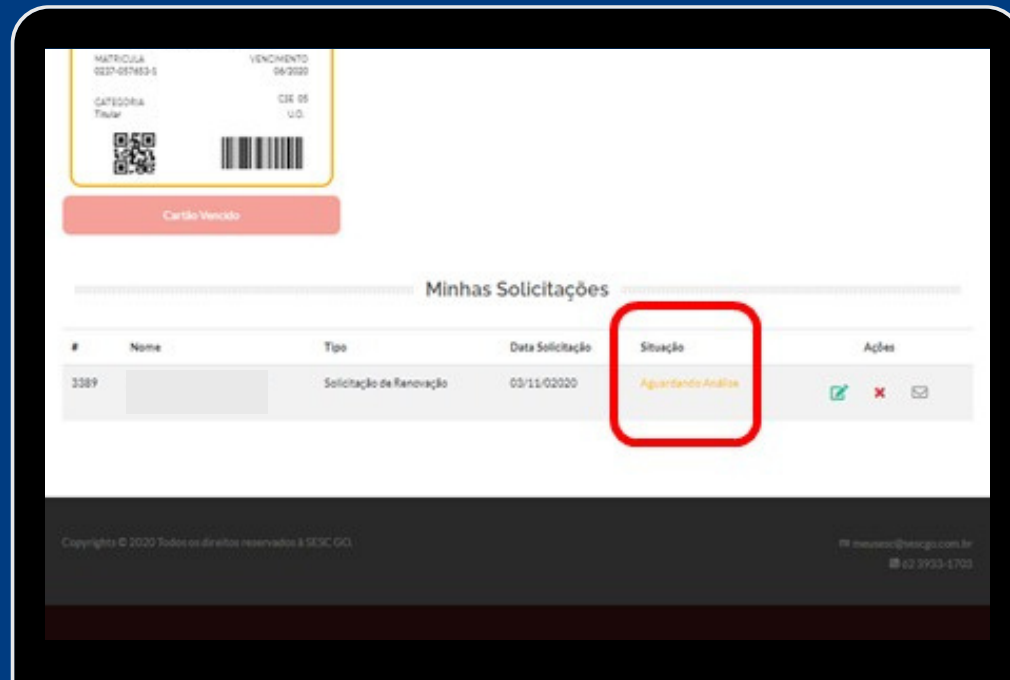 MATRICULA VENCIMENTO
0237-057653-5 06/2020
CATEGORIA CSE 05
Titular U.O.
Cartão Vencido
Minhas Solicitações
# Nome Tipo Data Solicitação Situação Ações
3389 Solicitação de Renovação 03/11/02020 Aguardando Análise
Copyrights © 2020 Todos os direitos reservados à SESC GO.
meusesc@sescgo.com.br
62 3933-1703